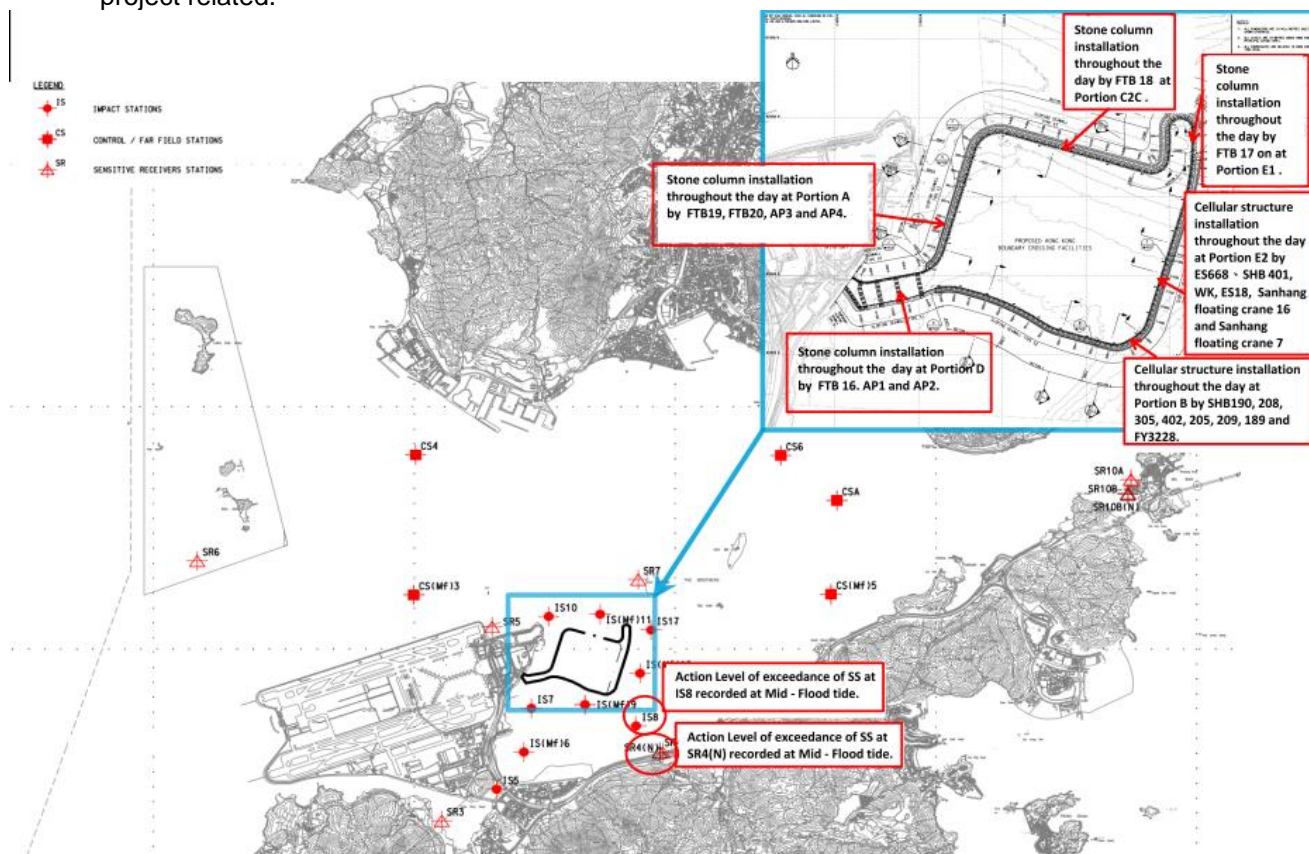 project related.
LEGEND
IS
IMPACT STATIONS
CS
CONTROL / FAR FIELD STATIONS
SR
SENSITIVE RECEIVERS STATIONS
Stone column
installation
throughout the
day by FTB 18 at
Portion C2C .
Stone
column
installation
throughout
the day by
FTB 17 on at
Portion E1 .
Stone column installation
throughout the day at Portion A
by FTB19, FTB20, AP3 and AP4.
Cellular structure
installation
throughout the day
at Portion E2 by
ES668、SHB 401,
WK, ES18, Sanhang
floating crane 16
and Sanhang
floating crane 7
PROPOSED HONG KONG
BOUNDARY CROSSING FACILITIES
Stone column installation
throughout the day at Portion D
by FTB 16. AP1 and AP2.
Cellular structure installation
throughout the day at
Portion B by SHB190, 208,
305, 402, 205, 209, 189 and
FY3228.
CS4
CS6
CSA
SR10A
SR10B
SR10B(N)
SR6
SR7
CS(Mf)3
CS(Mf)5
SR5
IS10
IS(Mf)11
IS17
Action Level of exceedance of SS at
IS8 recorded at Mid - Flood tide.
IS7
IS(Mf)9
IS8
Action Level of exceedance of SS at
SR4(N) recorded at Mid - Flood tide.
SR4(N)
IS(Mf)6
IS5
SR3